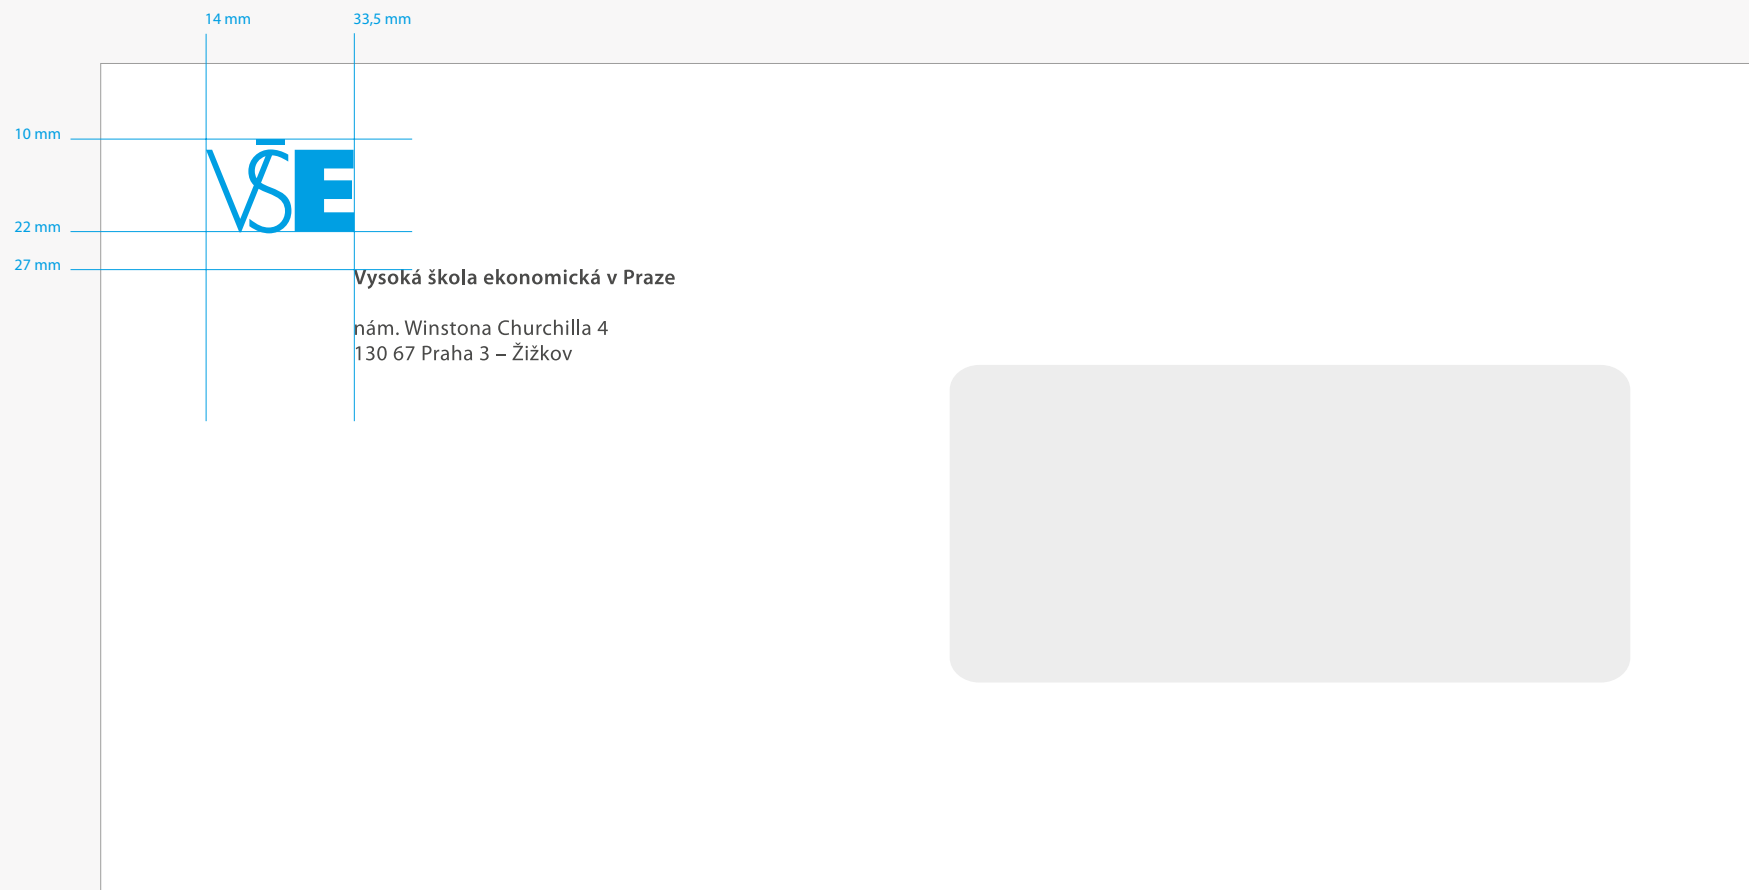 14 mm 33,5 mm
10 mm
VŠE
22 mm
27 mm
Vysoká škola ekonomická v Praze
nám. Winstona Churchilla 4
130 67 Praha 3 – Žižkov